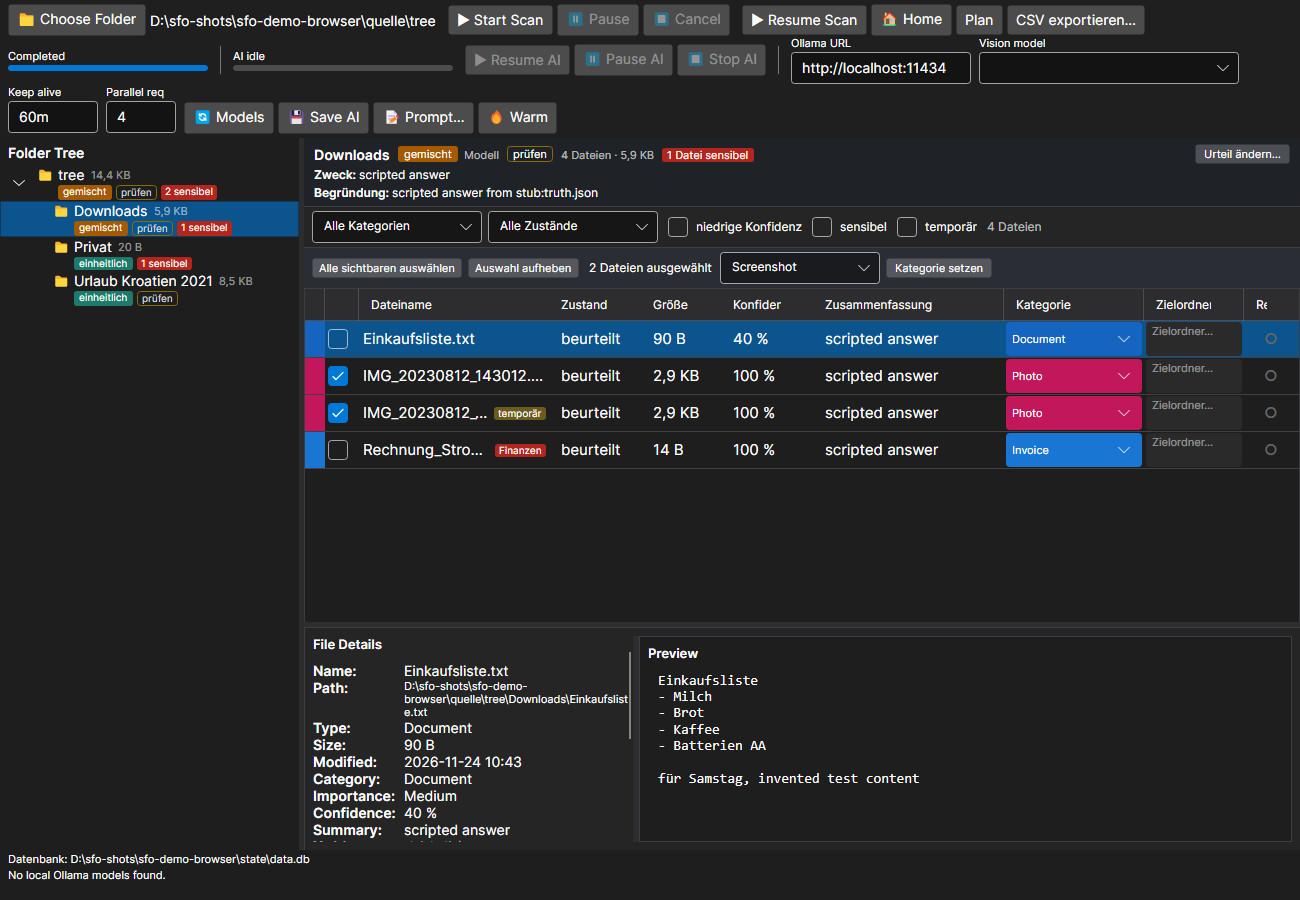 Choose Folder D:\sfo-shots\sfo-demo-browser\quelle\tree Start Scan Pause Cancel Resume Scan Home Plan CSV exportieren...
Completed AI idle Resume AI Pause AI Stop AI Ollama URL Vision model
http://localhost:11434
Keep alive Parallel req
60m 4 Models Save AI Prompt... Warm
Folder Tree
tree 14,4 KB
gemischt prüfen 2 sensibel
Downloads 5,9 KB
gemischt prüfen 1 sensibel
Privat 20 B
einheitlich 1 sensibel
Urlaub Kroatien 2021 8,5 KB
einheitlich prüfen
Downloads gemischt Modell prüfen 4 Dateien · 5,9 KB 1 Datei sensibel Urteil ändern...
Zweck: scripted answer
Begründung: scripted answer from stub:truth.json
Alle Kategorien Alle Zustände niedrige Konfidenz sensibel temporär 4 Dateien
Alle sichtbaren auswählen Auswahl aufheben 2 Dateien ausgewählt Screenshot Kategorie setzen
Dateiname Zustand Größe Konfider Zusammenfassung Kategorie Zielordner Re
Einkaufsliste.txt beurteilt 90 B 40 % scripted answer Document Zielordner...
IMG_20230812_143012.... beurteilt 2,9 KB 100 % scripted answer Photo Zielordner...
IMG_20230812_... temporär beurteilt 2,9 KB 100 % scripted answer Photo Zielordner...
Rechnung_Stro... Finanzen beurteilt 14 B 100 % scripted answer Invoice Zielordner...
File Details
Name: Einkaufsliste.txt
Path: D:\sfo-shots\sfo-demo-
browser\quelle\tree\Downloads\Einkaufslist
e.txt
Type: Document
Size: 90 B
Modified: 2026-11-24 10:43
Category: Document
Importance: Medium
Confidence: 40 %
Summary: scripted answer
Preview
Einkaufsliste
- Milch
- Brot
- Kaffee
- Batterien AA
für Samstag, invented test content
Datenbank: D:\sfo-shots\sfo-demo-browser\state\data.db
No local Ollama models found.